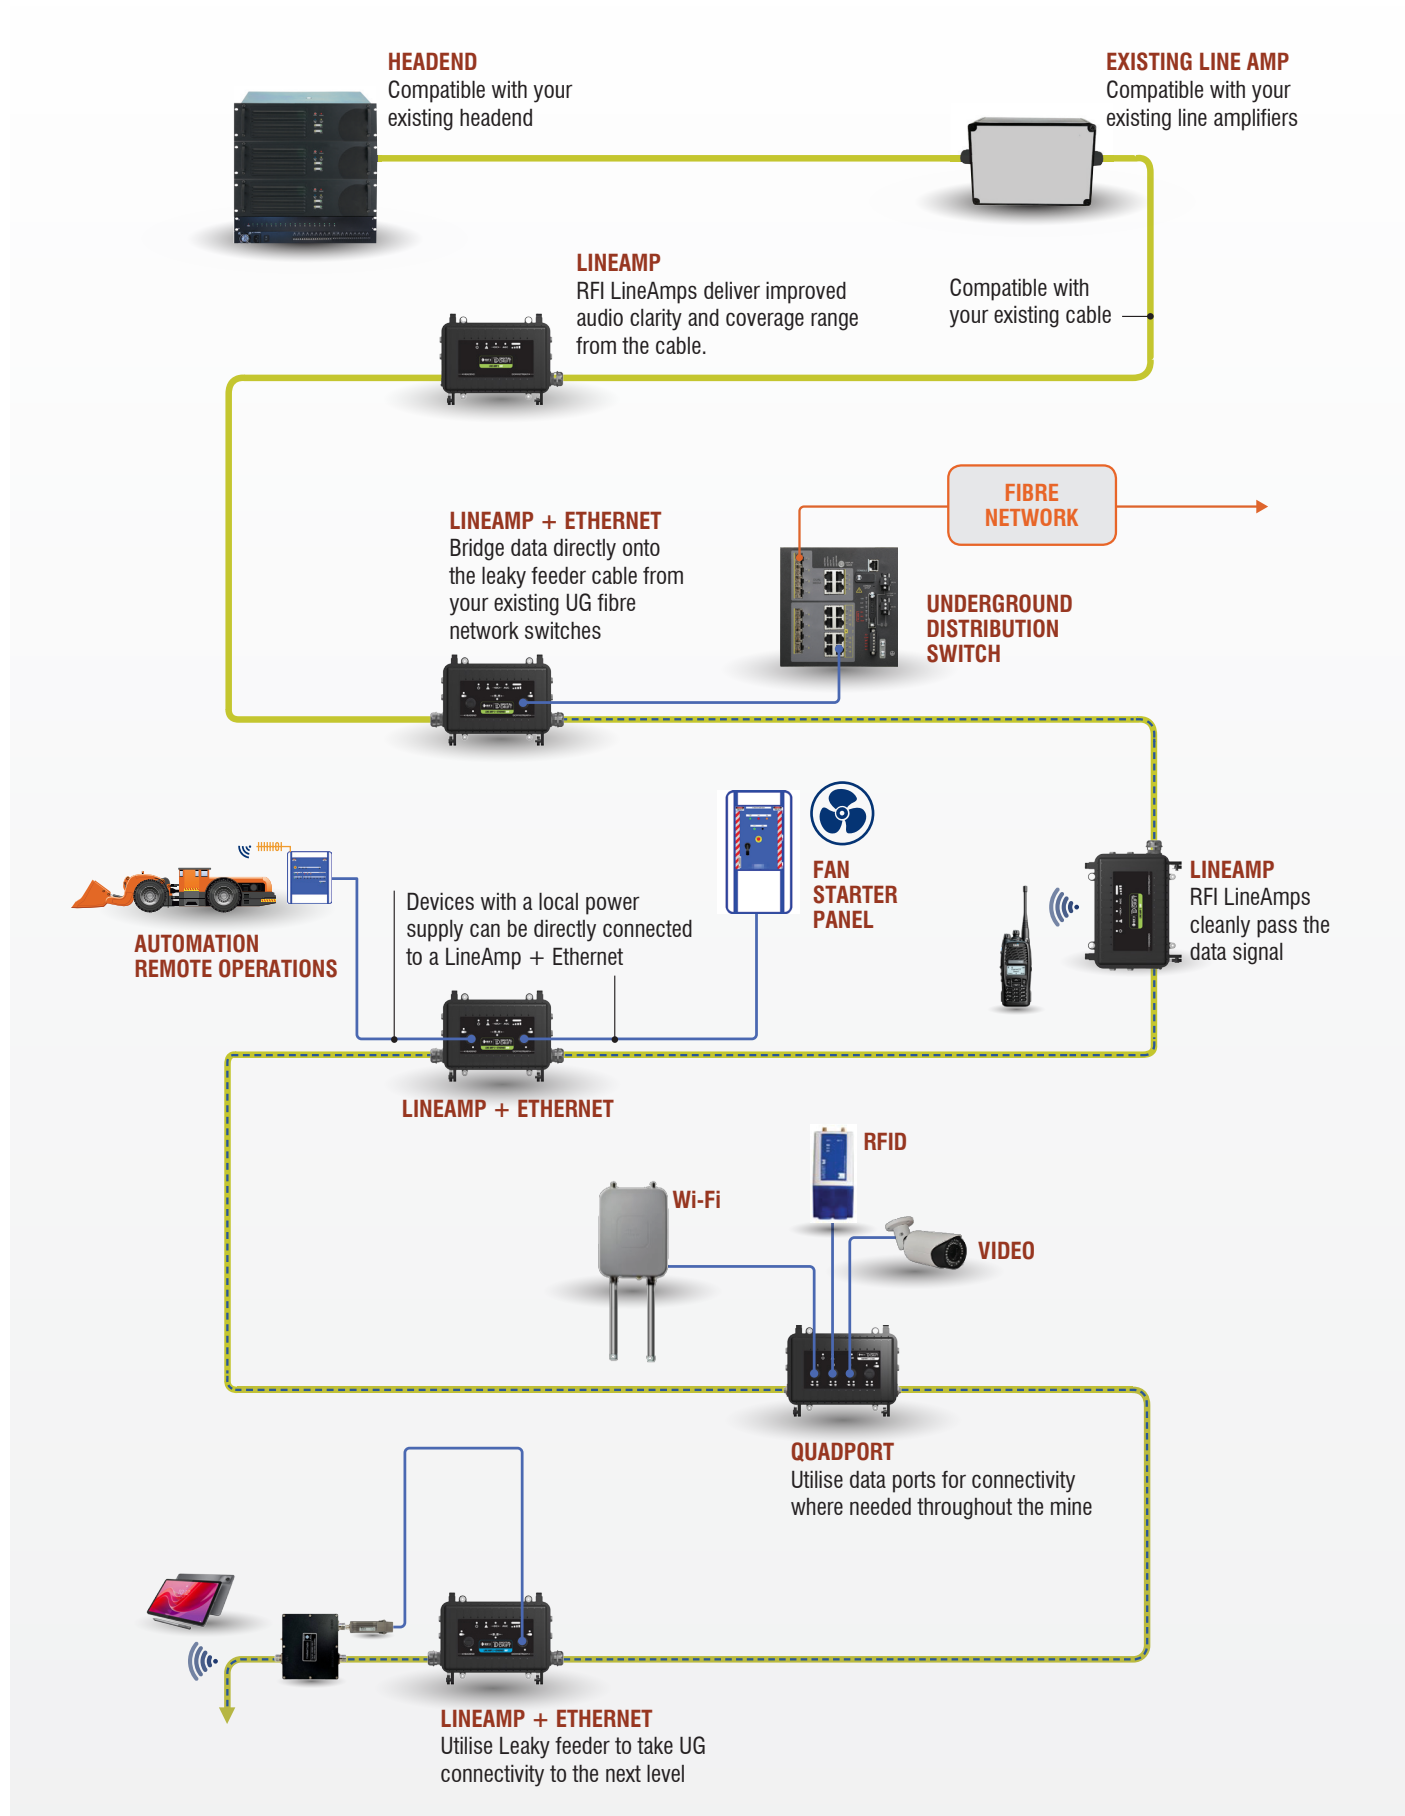 HEADEND
Compatible with your
existing headend
EXISTING LINE AMP
Compatible with your
existing line amplifiers
LINEAMP
RFI LineAmps deliver improved
audio clarity and coverage range
from the cable.
Compatible with
your existing cable
FIBRE
NETWORK
LINEAMP + ETHERNET
Bridge data directly onto
the leaky feeder cable from
your existing UG fibre
network switches
UNDERGROUND
DISTRIBUTION
SWITCH
FAN
STARTER
PANEL
LINEAMP
RFI LineAmps
cleanly pass the
data signal
Devices with a local power
supply can be directly connected
to a LineAmp + Ethernet
AUTOMATION
REMOTE OPERATIONS
LINEAMP + ETHERNET
RFID
Wi-Fi
VIDEO
QUADPORT
Utilise data ports for connectivity
where needed throughout the mine
LINEAMP + ETHERNET
Utilise Leaky feeder to take UG
connectivity to the next level